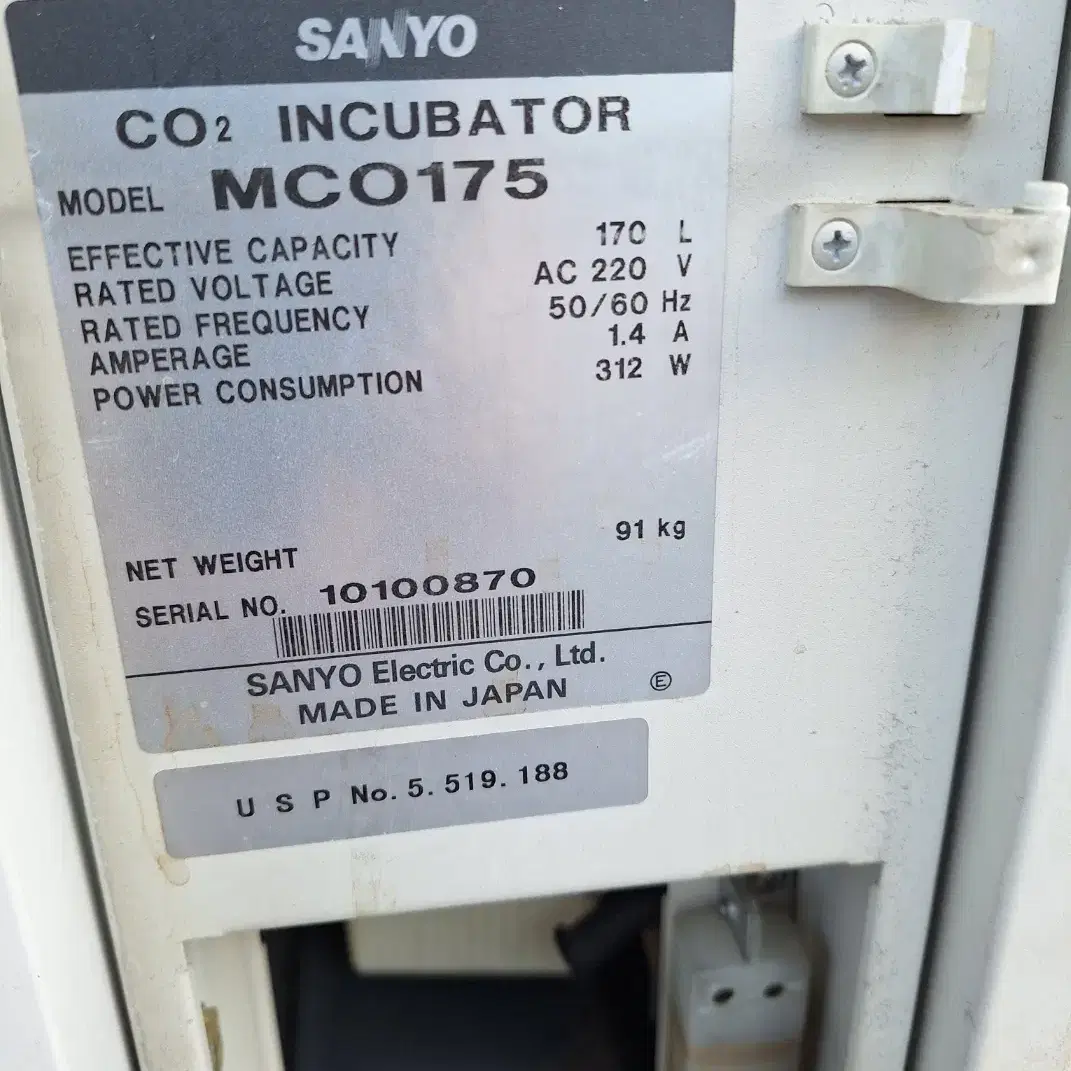 SANYO
CO2 INCUBATOR
MODEL MCO175
EFFECTIVE CAPACITY 170 L
RATED VOLTAGE AC 220 V
RATED FREQUENCY 50/60 Hz
AMPERAGE 1.4 A
POWER CONSUMPTION 312 W
NET WEIGHT 91 kg
SERIAL NO. 10100870
SANYO Electric Co., Ltd.
MADE IN JAPAN Ⓔ
U S P No. 5. 519. 188